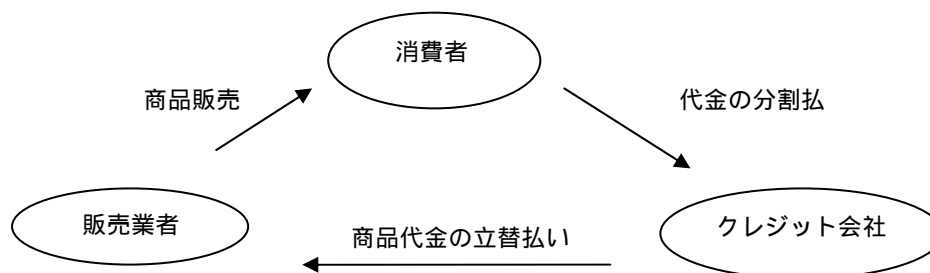 消費者
商品販売
代金の分割払
販売業者
商品代金の立替払い
クレジット会社